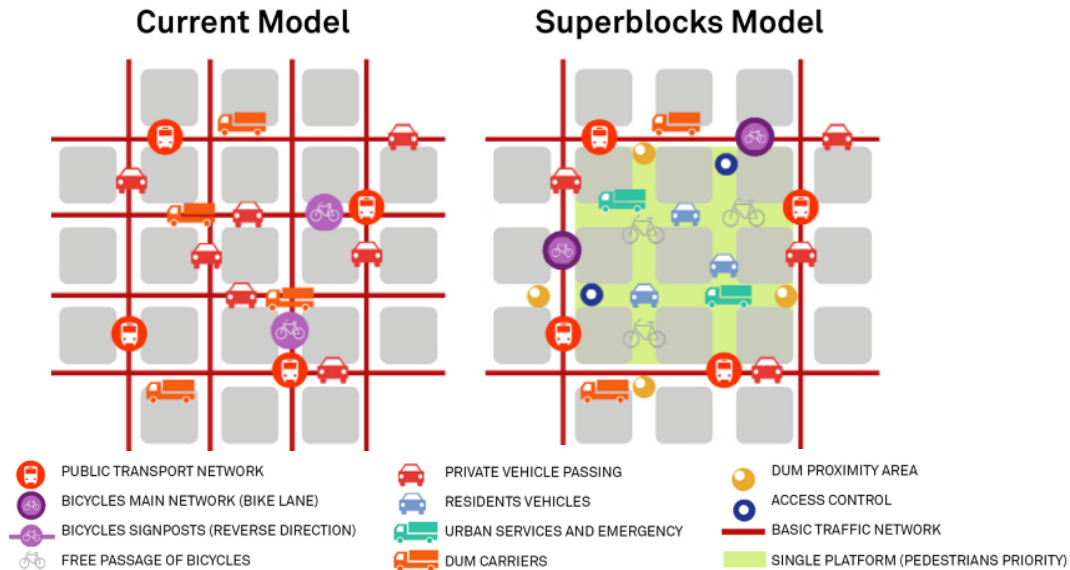 Current Model
Superblocks Model
PUBLIC TRANSPORT NETWORK
BICYCLES MAIN NETWORK (BIKE LANE)
BICYCLES SIGNPOSTS (REVERSE DIRECTION)
FREE PASSAGE OF BICYCLES
PRIVATE VEHICLE PASSING
RESIDENTS VEHICLES
URBAN SERVICES AND EMERGENCY
DUM CARRIERS
DUM PROXIMITY AREA
ACCESS CONTROL
BASIC TRAFFIC NETWORK
SINGLE PLATFORM (PEDESTRIANS PRIORITY)